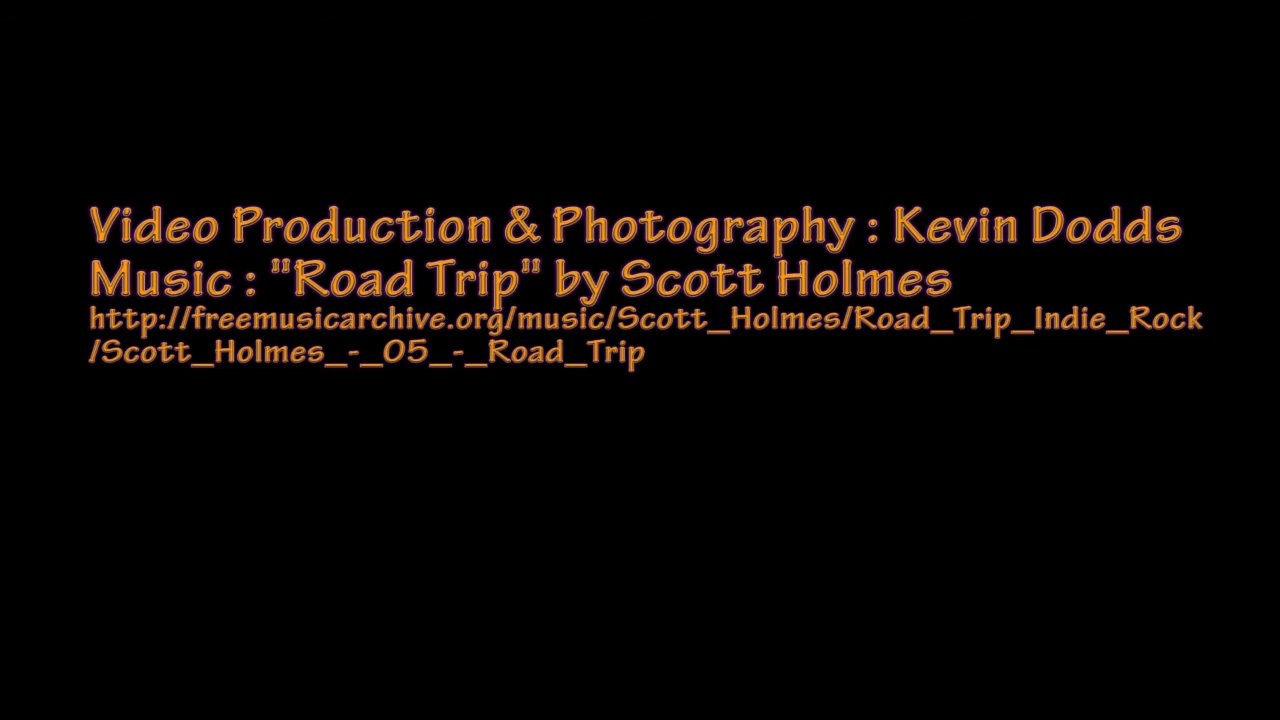 Video Production & Photography : Kevin Dodds
Music : "Road Trip" by Scott Holmes
http://freemusicarchive.org/music/Scott_Holmes/Road_Trip_Indie_Rock
/Scott_Holmes_-_05_-_Road_Trip